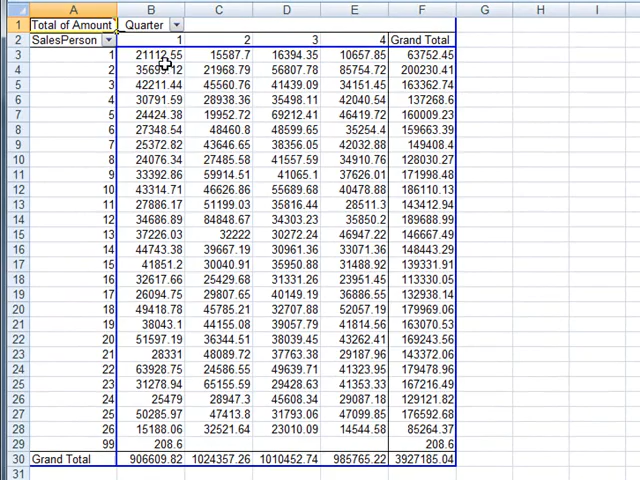 A B C D E F G H I
1 Total of Amount Quarter
2 SalesPerson 1 2 3 4 Grand Total
3 1 21112.55 15587.7 16394.35 10657.85 63752.45
4 2 21968.79 56807.78 85754.72 200230.41
5 3 42211.44 45560.76 41439.09 34151.45 163362.74
6 4 30791.59 28938.36 35498.11 42040.54 137268.6
7 5 24424.38 19952.72 69212.41 46419.72 160009.23
8 6 27348.54 48460.8 48599.65 35254.4 159663.39
9 7 25372.82 43646.65 38356.05 42032.88 149408.4
10 8 24076.34 27485.58 41557.59 34910.76 128030.27
11 9 33392.86 59914.51 41065.1 37626.01 171998.48
12 10 43314.71 46626.86 55689.68 40478.88 186110.13
13 11 27886.17 51199.03 35816.44 28511.3 143412.94
14 12 34686.89 84848.67 34303.23 35850.2 189688.99
15 13 37226.03 32222 30272.24 46947.22 146667.49
16 14 44743.38 39667.19 30961.36 33071.36 148443.29
17 15 41851.2 30040.91 35950.88 31488.92 139331.91
18 16 32617.66 25429.68 31331.26 23951.45 113330.05
19 17 26094.75 29807.65 40149.19 36886.55 132938.14
20 18 49418.78 45785.21 32707.88 52057.19 179969.06
21 19 38043.1 44155.08 39057.79 41814.56 163070.53
22 20 51597.19 36344.51 38039.45 43262.41 169243.56
23 21 28331 48089.72 37763.38 29187.96 143372.06
24 22 63928.75 24586.55 49639.71 41323.95 179478.96
25 23 31278.94 65155.59 29428.63 41353.33 167216.49
26 24 25479 28947.3 45608.34 29087.18 129121.82
27 25 50285.97 47413.8 31793.06 47099.85 176592.68
28 26 15188.06 32521.64 23010.09 14544.58 85264.37
29 99 208.6 208.6
30 Grand Total 906609.82 1024357.26 1010452.74 985765.22 3927185.04
31